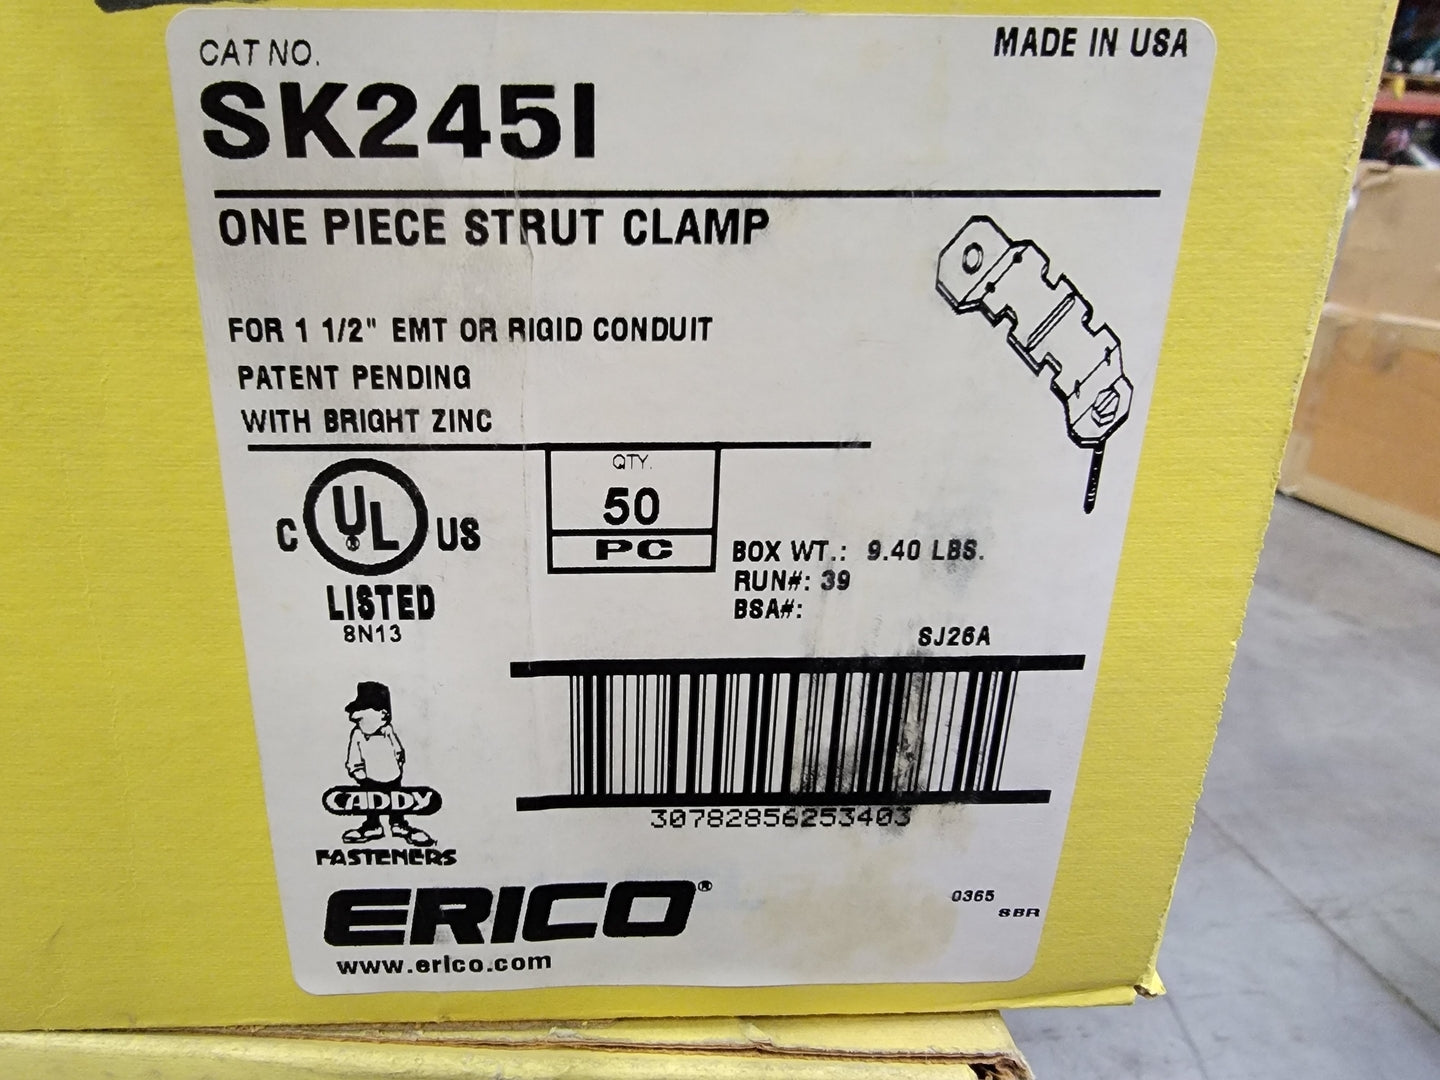 CAT NO.
MADE IN USA
SK245I
ONE PIECE STRUT CLAMP
FOR 1 1/2" EMT OR RIGID CONDUIT
PATENT PENDING
WITH BRIGHT ZINC
C UL® US
LISTED
8N13
QTY.
50
PC
BOX WT.: 9.40 LBS.
RUN#: 39
BSA#:
SJ26A
30782856253403
CADDY
FASTENERS
ERICO®
www.erico.com
0365
SBR